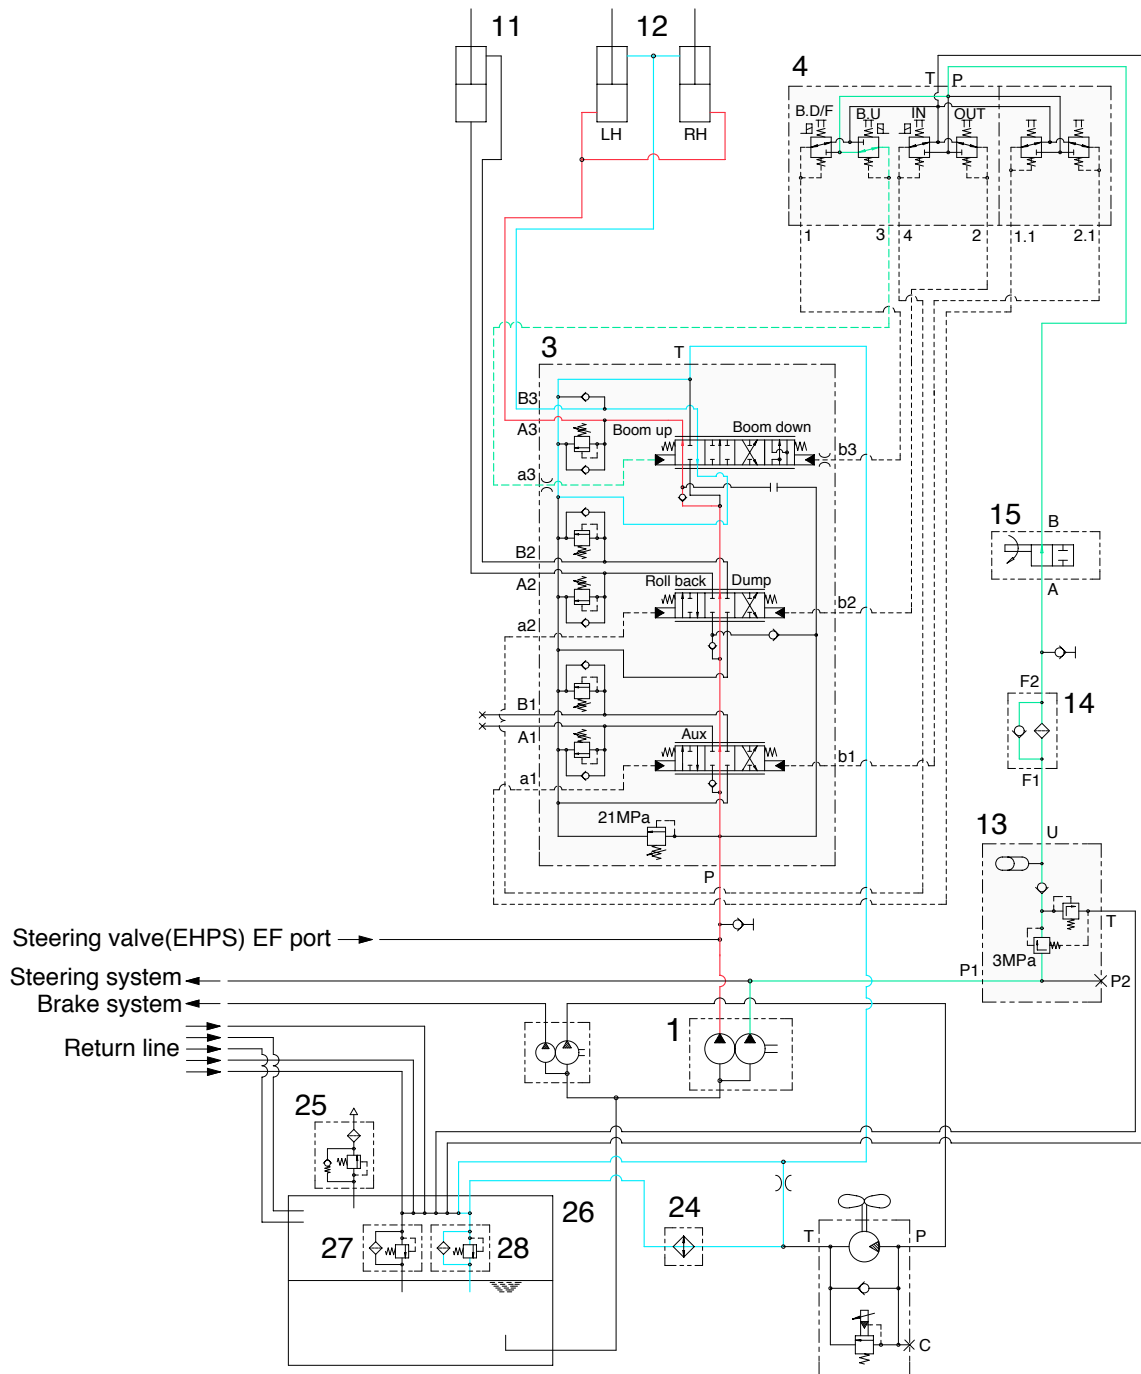 11 12
LH RH
4 T P
B.D/F B.U IN OUT
1 3 4 2 1.1 2.1
3 T
B3
A3 Boom up Boom down
b3
a3
15 B
B2
A2 Roll back Dump
A
a2 b2
F2
14
B1
A1 Aux
a1 b1
F1
21MPa
13 U
P
T
Steering valve(EHPS) EF port
3MPa
Steering system P1 P2
Brake system
1
Return line
25
26 24
27 28 T P
C